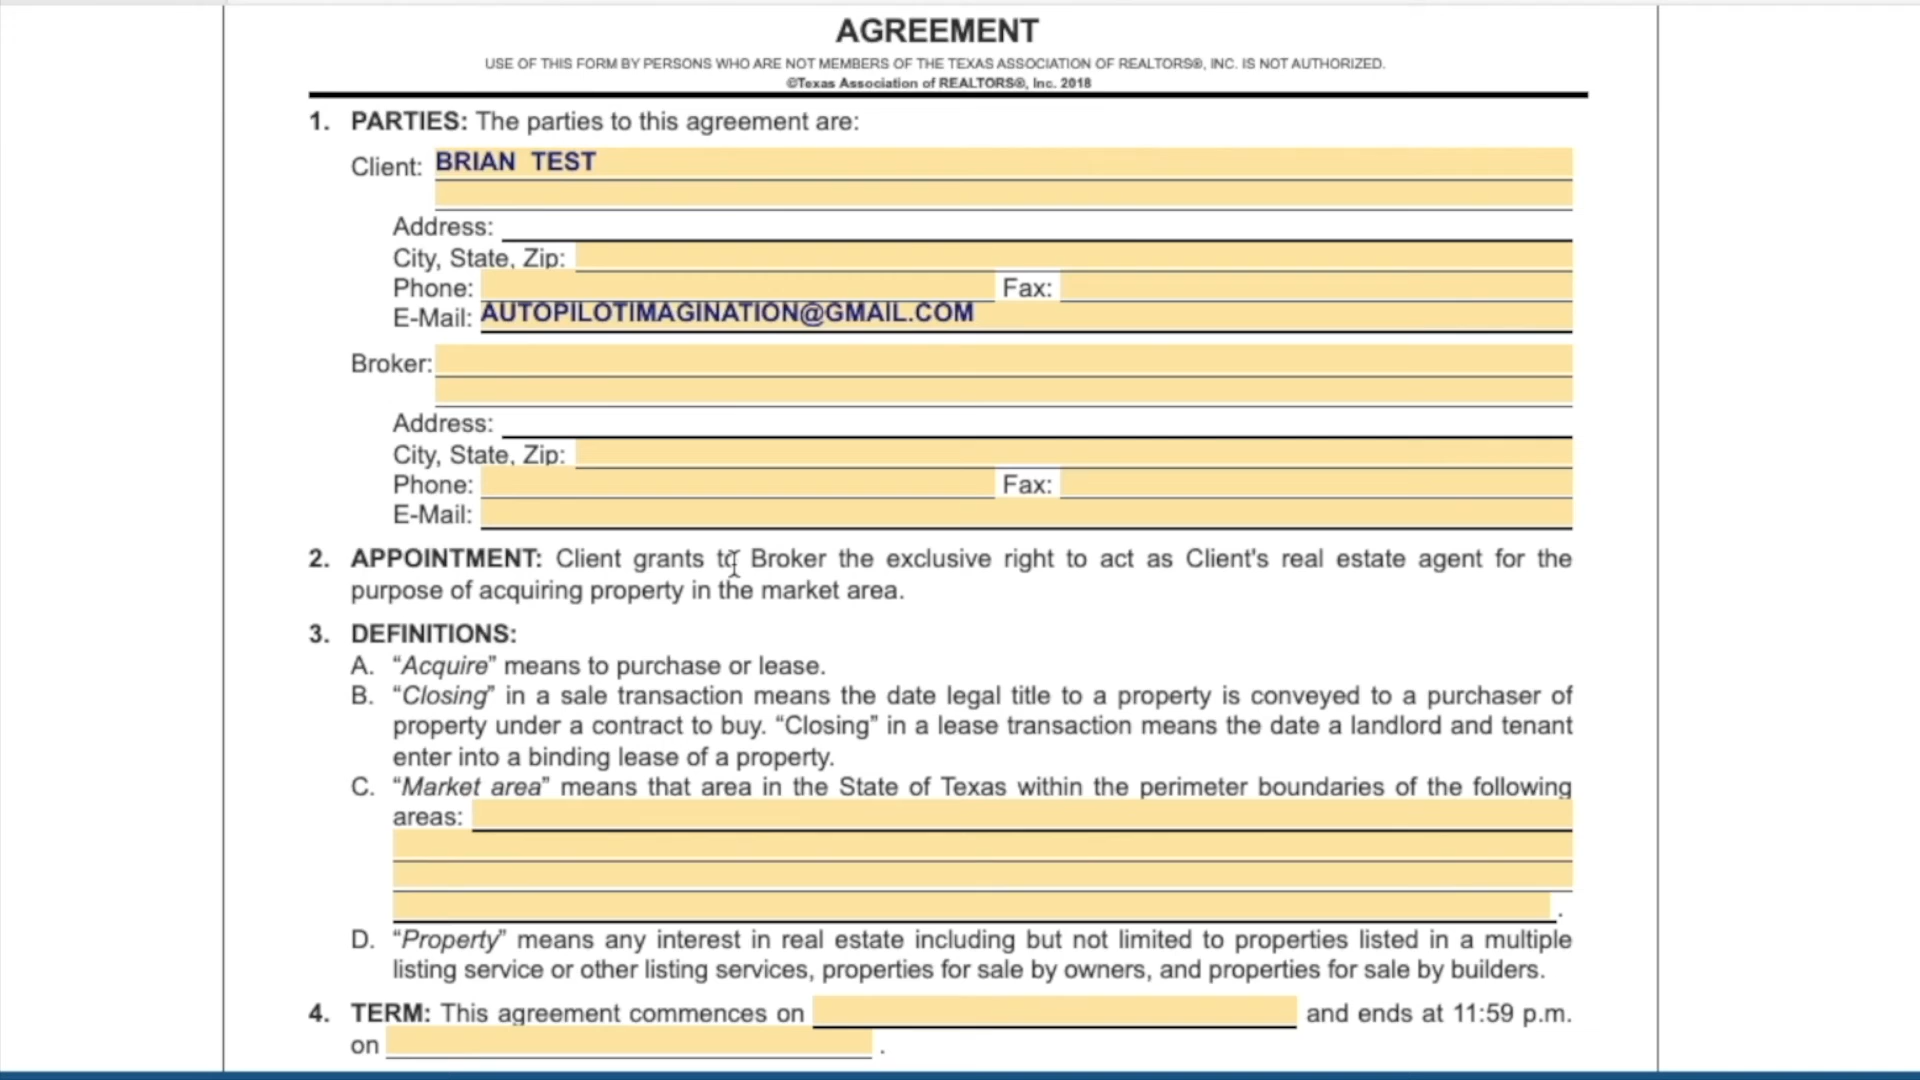 AGREEMENT
USE OF THIS FORM BY PERSONS WHO ARE NOT MEMBERS OF THE TEXAS ASSOCIATION OF REALTORS®, INC. IS NOT AUTHORIZED.
©Texas Association of REALTORS®, Inc. 2018
1. PARTIES: The parties to this agreement are:
Client: BRIAN TEST
Address:
City, State, Zip:
Phone: Fax:
E-Mail: AUTOPILOTIMAGINATION@GMAIL.COM
Broker:
Address:
City, State, Zip:
Phone: Fax:
E-Mail:
2. APPOINTMENT: Client grants to Broker the exclusive right to act as Client's real estate agent for the
purpose of acquiring property in the market area.
3. DEFINITIONS:
A. “Acquire” means to purchase or lease.
B. “Closing” in a sale transaction means the date legal title to a property is conveyed to a purchaser of
property under a contract to buy. “Closing” in a lease transaction means the date a landlord and tenant
enter into a binding lease of a property.
C. “Market area” means that area in the State of Texas within the perimeter boundaries of the following
areas:
.
D. “Property” means any interest in real estate including but not limited to properties listed in a multiple
listing service or other listing services, properties for sale by owners, and properties for sale by builders.
4. TERM: This agreement commences on and ends at 11:59 p.m.
on .